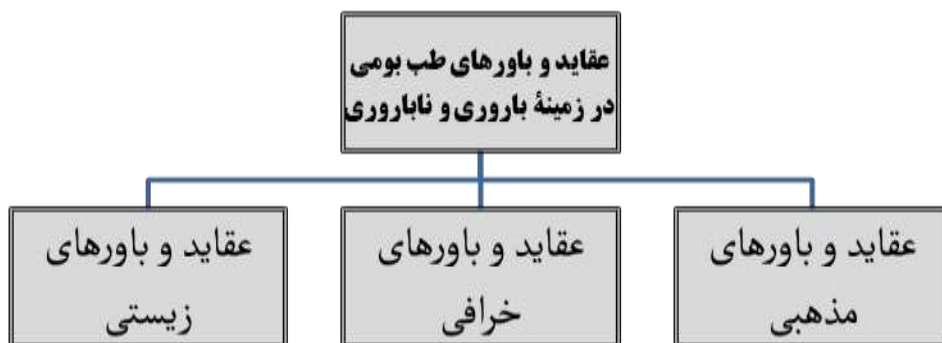 عقاید و باورهای طب بومی
در زمینهٔ باروری و ناباروری
عقاید و باورهای
مذهبی
عقاید و باورهای
خرافی
عقاید و باورهای
زیستی